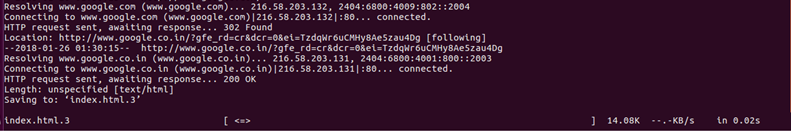 Resolving www.google.com (www.google.com)... 216.58.203.132, 2404:6800:4009:802::2004
Connecting to www.google.com (www.google.com)|216.58.203.132|:80... connected.
HTTP request sent, awaiting response... 302 Found
Location: http://www.google.co.in/?gfe_rd=cr&dcr=0&ei=TzdqWr6uCMHy8Ae5zau4Dg [following]
--2018-01-26 01:30:15--  http://www.google.co.in/?gfe_rd=cr&dcr=0&ei=TzdqWr6uCMHy8Ae5zau4Dg
Resolving www.google.co.in (www.google.co.in)... 216.58.203.131, 2404:6800:4001:800::2003
Connecting to www.google.co.in (www.google.co.in)|216.58.203.131|:80... connected.
HTTP request sent, awaiting response... 200 OK
Length: unspecified [text/html]
Saving to: ‘index.html.3’
index.html.3 [ <=> ] 14.08K --.-KB/s in 0.02s